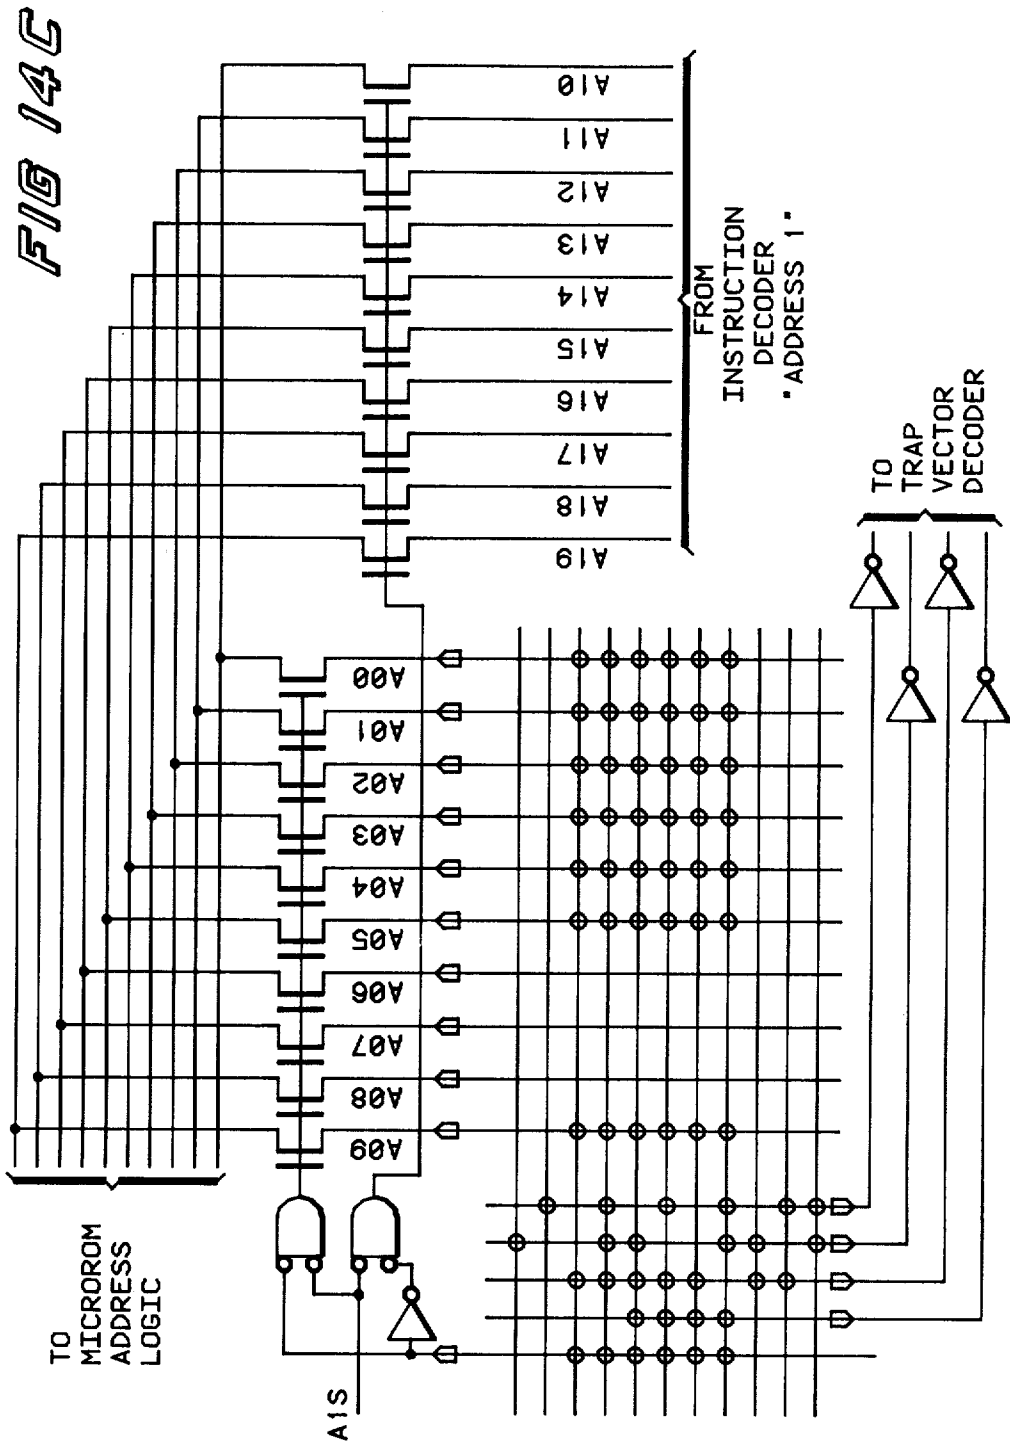 FIG 14C
A10
A11
A12
A13
A14
A15
A16
A17
A18
A19
FROM
INSTRUCTION
DECODER
"ADDRESS 1"
A00
A01
A02
A03
A04
A05
A06
A07
A08
A09
TO
MICROROM
ADDRESS
LOGIC
A1S
TO
TRAP
VECTOR
DECODER